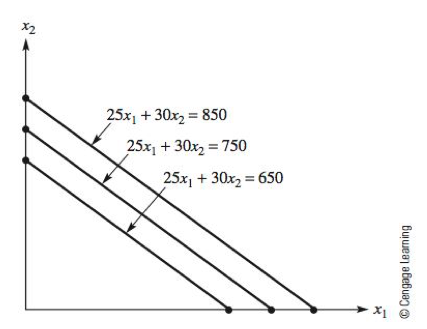 x₂
25x₁ + 30x₂ = 850
25x₁ + 30x₂ = 750
25x₁ + 30x₂ = 650
x₁
© Cengage Learning